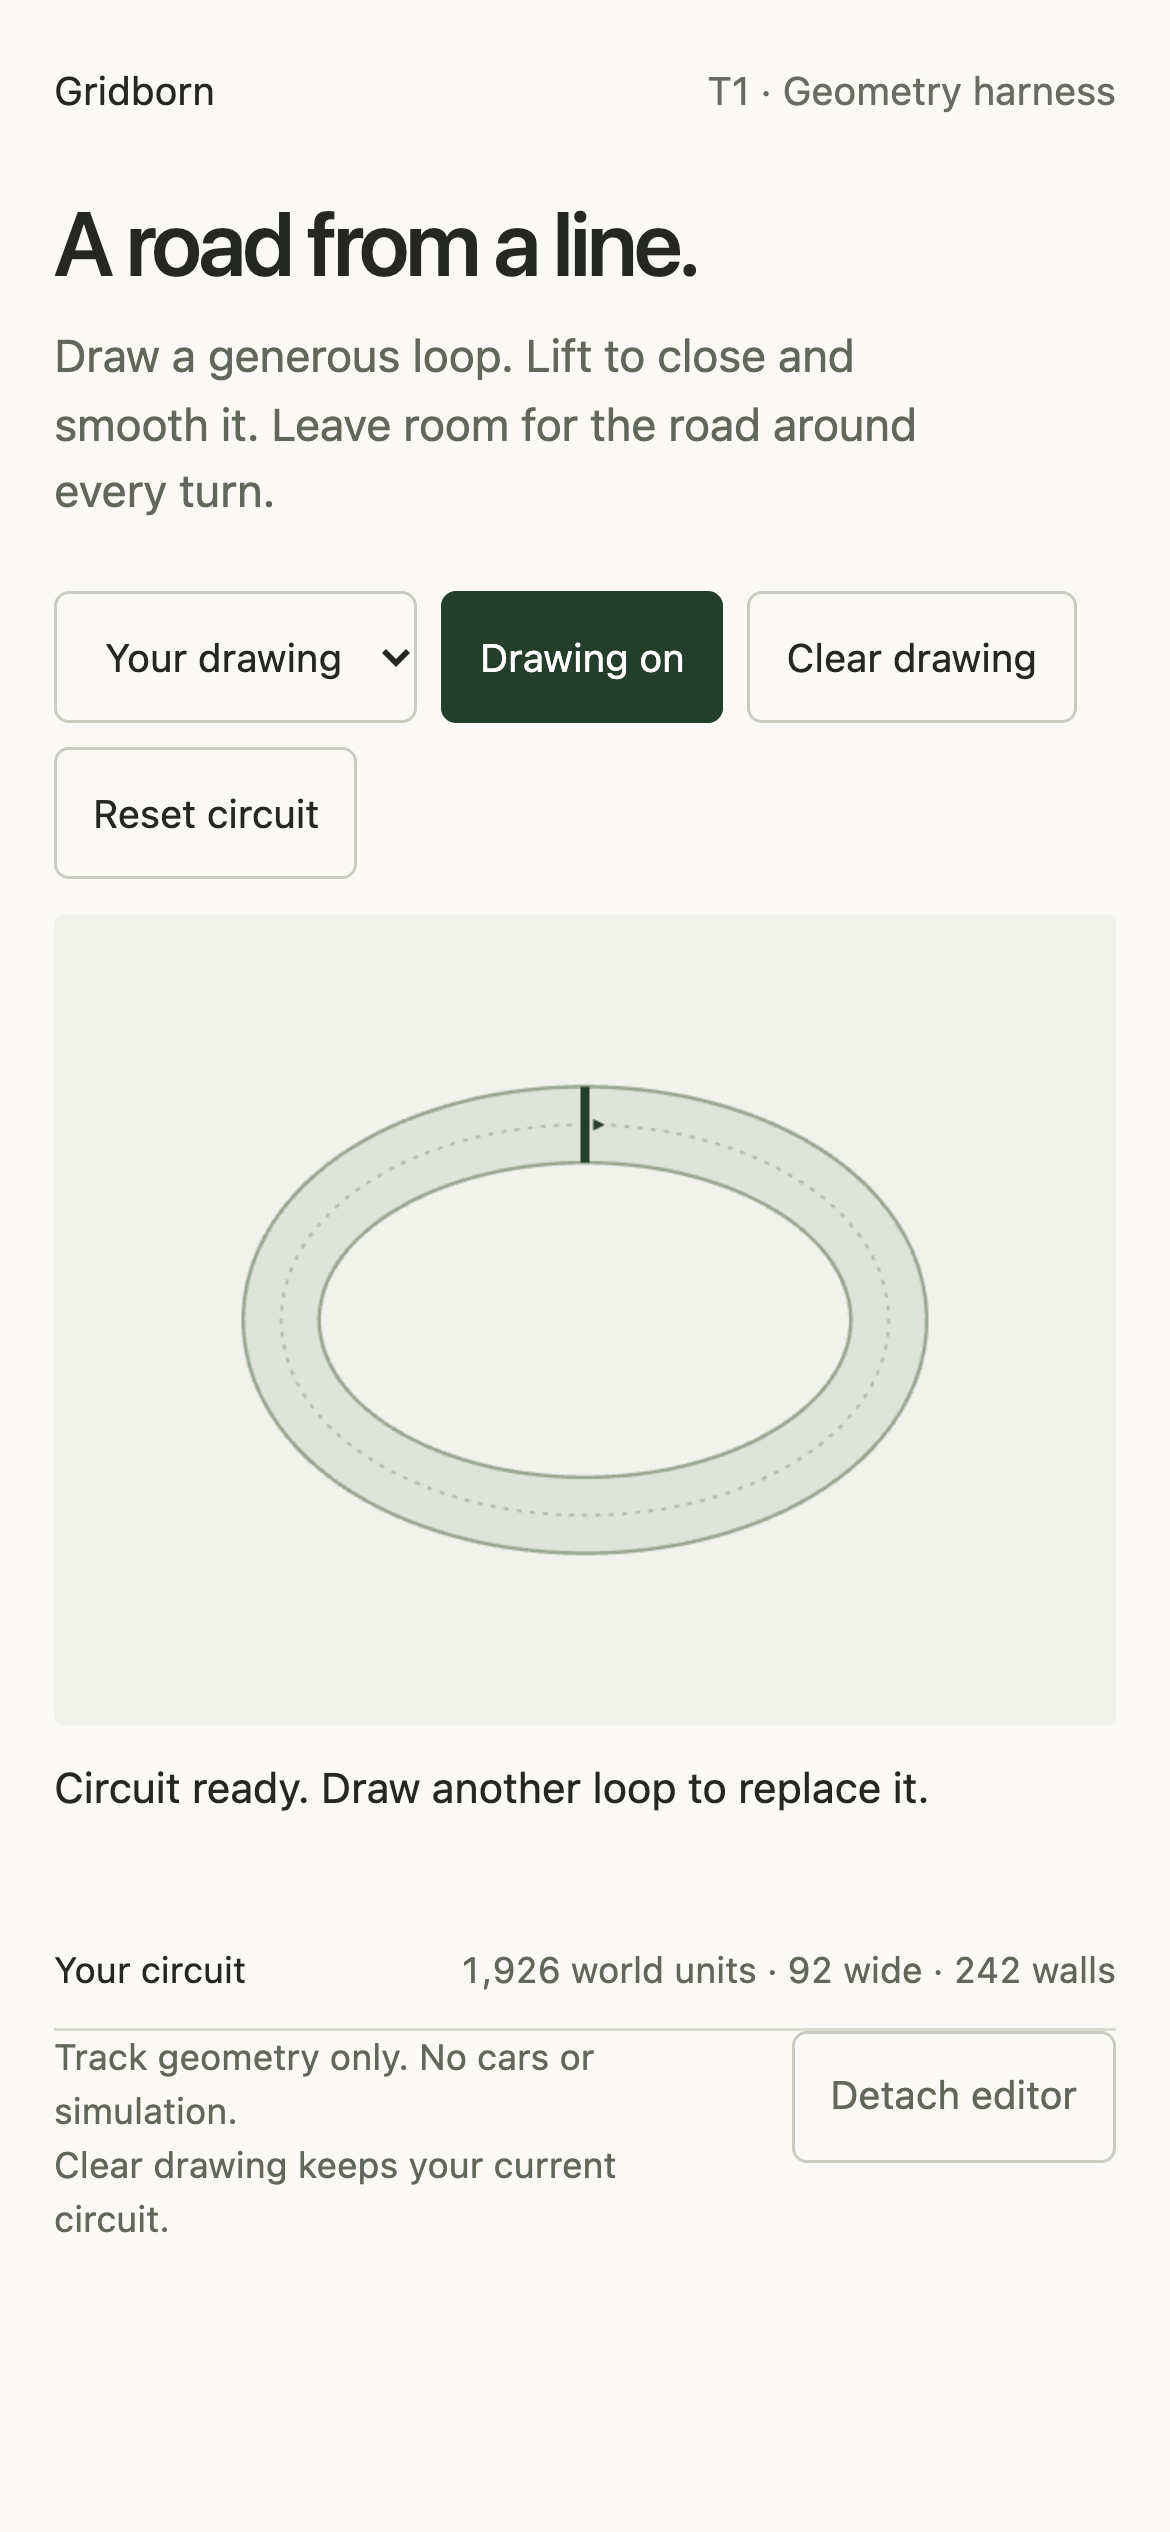 Gridborn
T1 · Geometry harness
A road from a line.
Draw a generous loop. Lift to close and
smooth it. Leave room for the road around
every turn.
Your drawing
Drawing on
Clear drawing
Reset circuit
Circuit ready. Draw another loop to replace it.
Your circuit
1,926 world units · 92 wide · 242 walls
Track geometry only. No cars or
simulation.
Clear drawing keeps your current
circuit.
Detach editor